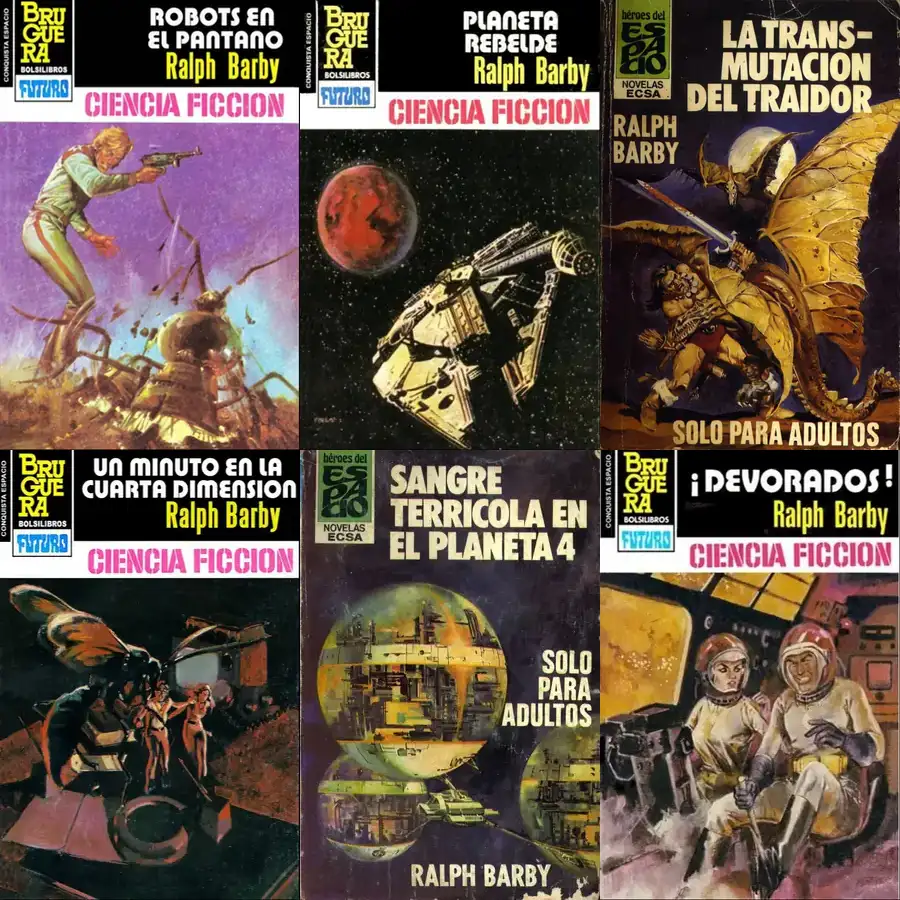 CONQUISTA ESPACIO
BRU
GUE
RA
BOLSILIBROS
FUTURO
ROBOTS EN
EL PANTANO
Ralph Barby
CIENCIA FICCION
CONQUISTA ESPACIO
BRU
GUE
RA
BOLSILIBROS
FUTURO
PLANETA
REBELDE
Ralph Barby
CIENCIA FICCION
héroes del
ESPACIO
NOVELAS
ECSA
LA TRANS-
MUTACION
DEL TRAIDOR
RALPH
BARBY
SOLO PARA ADULTOS
CONQUISTA ESPACIO
BRU
GUE
RA
BOLSILIBROS
FUTURO
UN MINUTO EN LA
CUARTA DIMENSION
Ralph Barby
CIENCIA FICCION
héroes del
ESPACIO
NOVELAS
ECSA
SANGRE
TERRICOLA EN
EL PLANETA 4
SOLO
PARA
ADULTOS
RALPH BARBY
CONQUISTA ESPACIO
BRU
GUE
RA
BOLSILIBROS
FUTURO
¡DEVORADOS!
Ralph Barby
CIENCIA FICCION